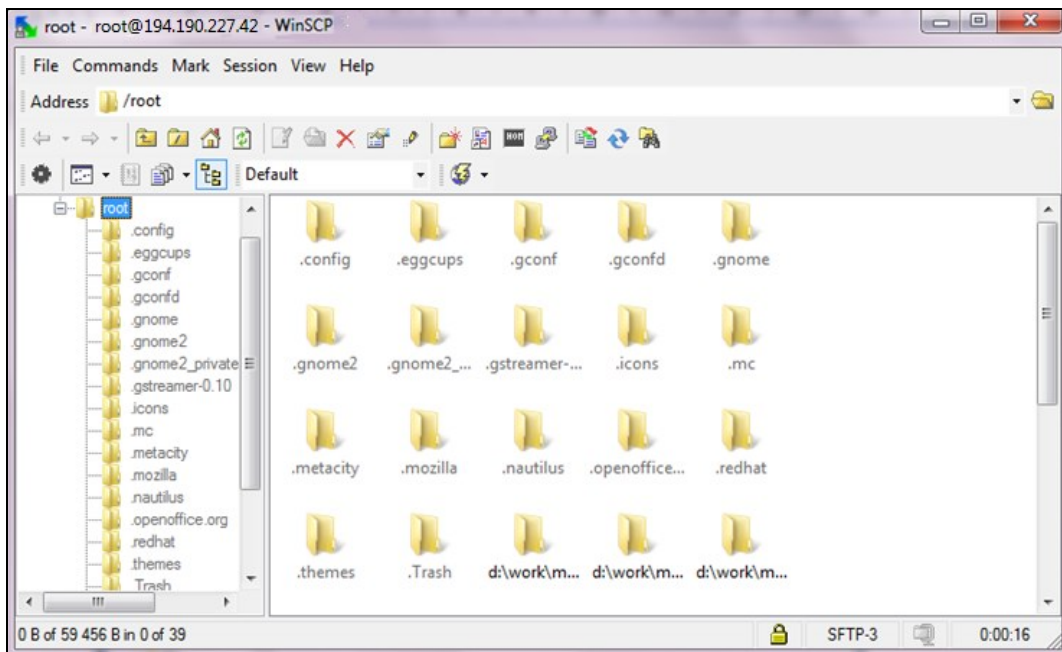 root - root@194.190.227.42 - WinSCP
File Commands Mark Session View Help
Address /root
Default
root
.config
.eggcups
.gconf
.gconfd
.gnome
.gnome2
.gnome2_private
.gstreamer-0.10
.icons
.mc
.metacity
.mozilla
.nautilus
.openoffice.org
.redhat
.themes
.Trash
.config .eggcups .gconf .gconfd .gnome
.gnome2 .gnome2_... .gstreamer-... .icons .mc
.metacity .mozilla .nautilus .openoffice... .redhat
.themes .Trash d:\work\m... d:\work\m... d:\work\m...
0 B of 59 456 B in 0 of 39 SFTP-3 0:00:16